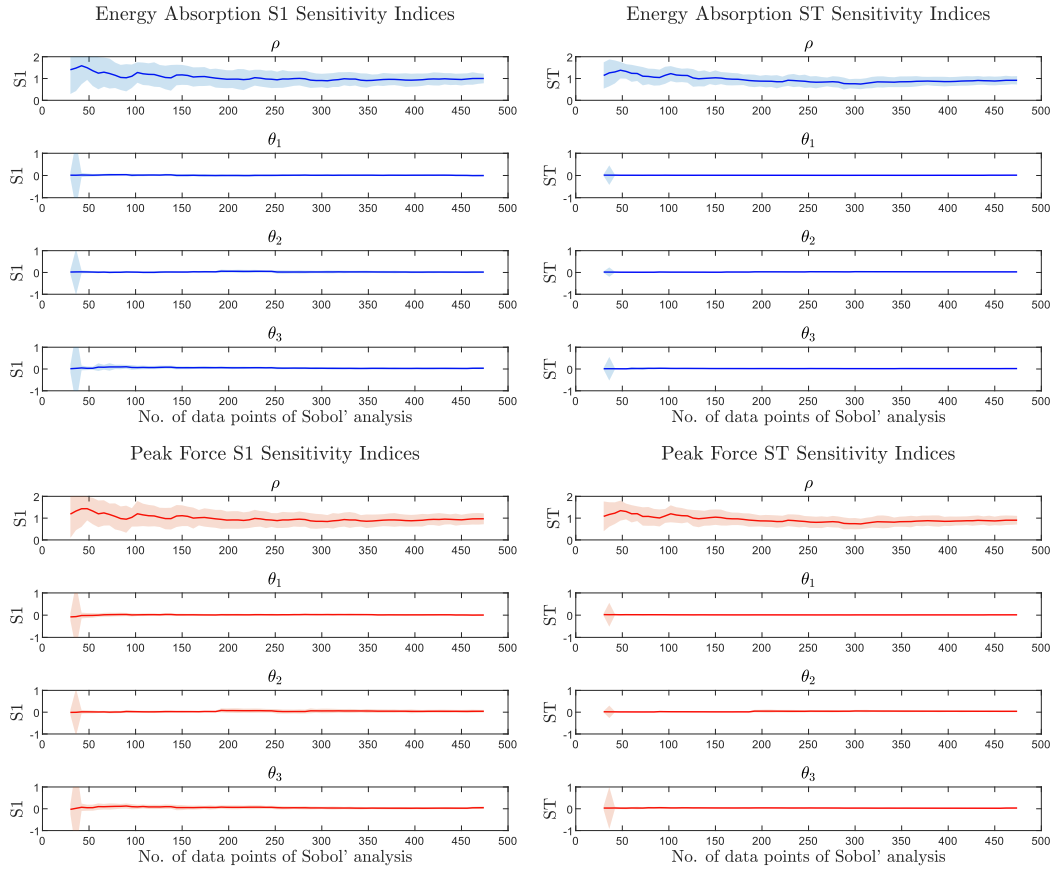 Energy Absorption S1 Sensitivity Indices
ρ
S1
2
1
0
0 50 100 150 200 250 300 350 400 450 500
θ1
S1
1
0
-1
0 50 100 150 200 250 300 350 400 450 500
θ2
S1
1
0
-1
0 50 100 150 200 250 300 350 400 450 500
θ3
S1
1
0
-1
0 50 100 150 200 250 300 350 400 450 500
No. of data points of Sobol' analysis
Energy Absorption ST Sensitivity Indices
ρ
ST
2
1
0
0 50 100 150 200 250 300 350 400 450 500
θ1
ST
1
0
-1
0 50 100 150 200 250 300 350 400 450 500
θ2
ST
1
0
-1
0 50 100 150 200 250 300 350 400 450 500
θ3
ST
1
0
-1
0 50 100 150 200 250 300 350 400 450 500
No. of data points of Sobol' analysis
Peak Force S1 Sensitivity Indices
ρ
S1
2
1
0
0 50 100 150 200 250 300 350 400 450 500
θ1
S1
1
0
-1
0 50 100 150 200 250 300 350 400 450 500
θ2
S1
1
0
-1
0 50 100 150 200 250 300 350 400 450 500
θ3
S1
1
0
-1
0 50 100 150 200 250 300 350 400 450 500
No. of data points of Sobol' analysis
Peak Force ST Sensitivity Indices
ρ
ST
2
1
0
0 50 100 150 200 250 300 350 400 450 500
θ1
ST
1
0
-1
0 50 100 150 200 250 300 350 400 450 500
θ2
ST
1
0
-1
0 50 100 150 200 250 300 350 400 450 500
θ3
ST
1
0
-1
0 50 100 150 200 250 300 350 400 450 500
No. of data points of Sobol' analysis